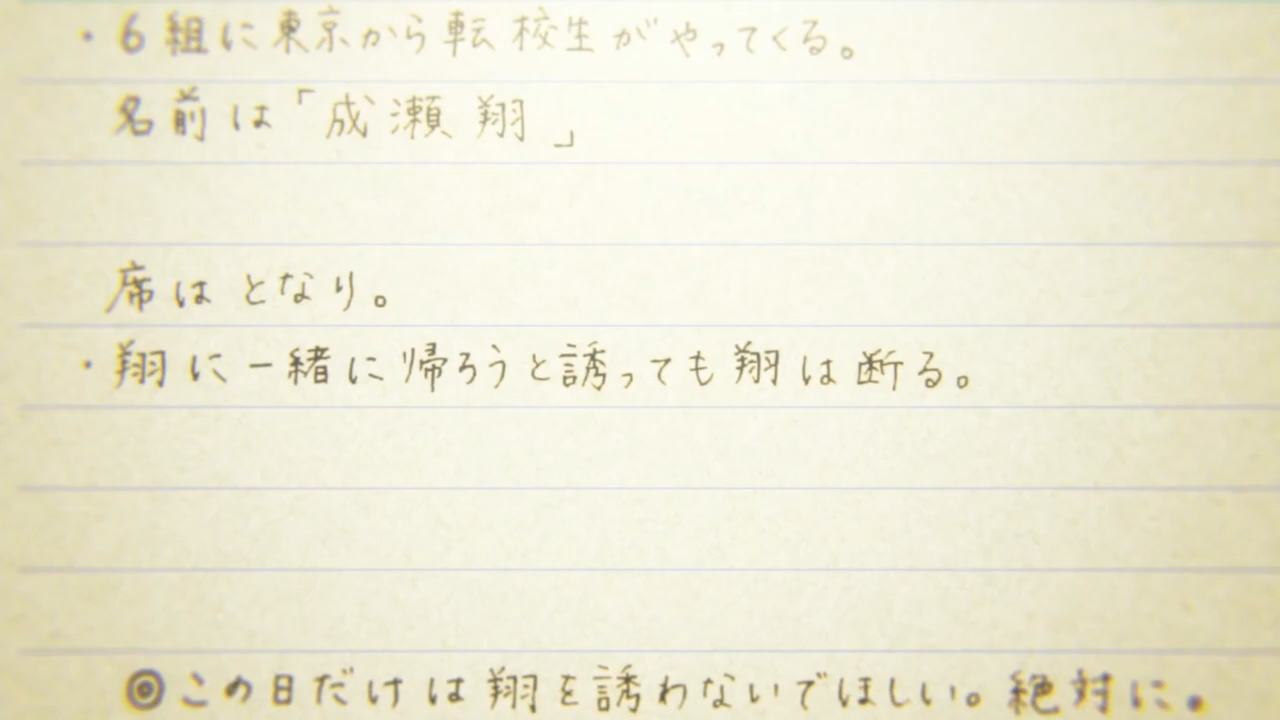 ・6組に東京から転校生がやってくる。
名前は「成瀬 翔」
席は となり。
・翔に一緒に帰ろうと誘っても翔は断る。
◎この日だけは翔を誘わないでほしい。絶対に。